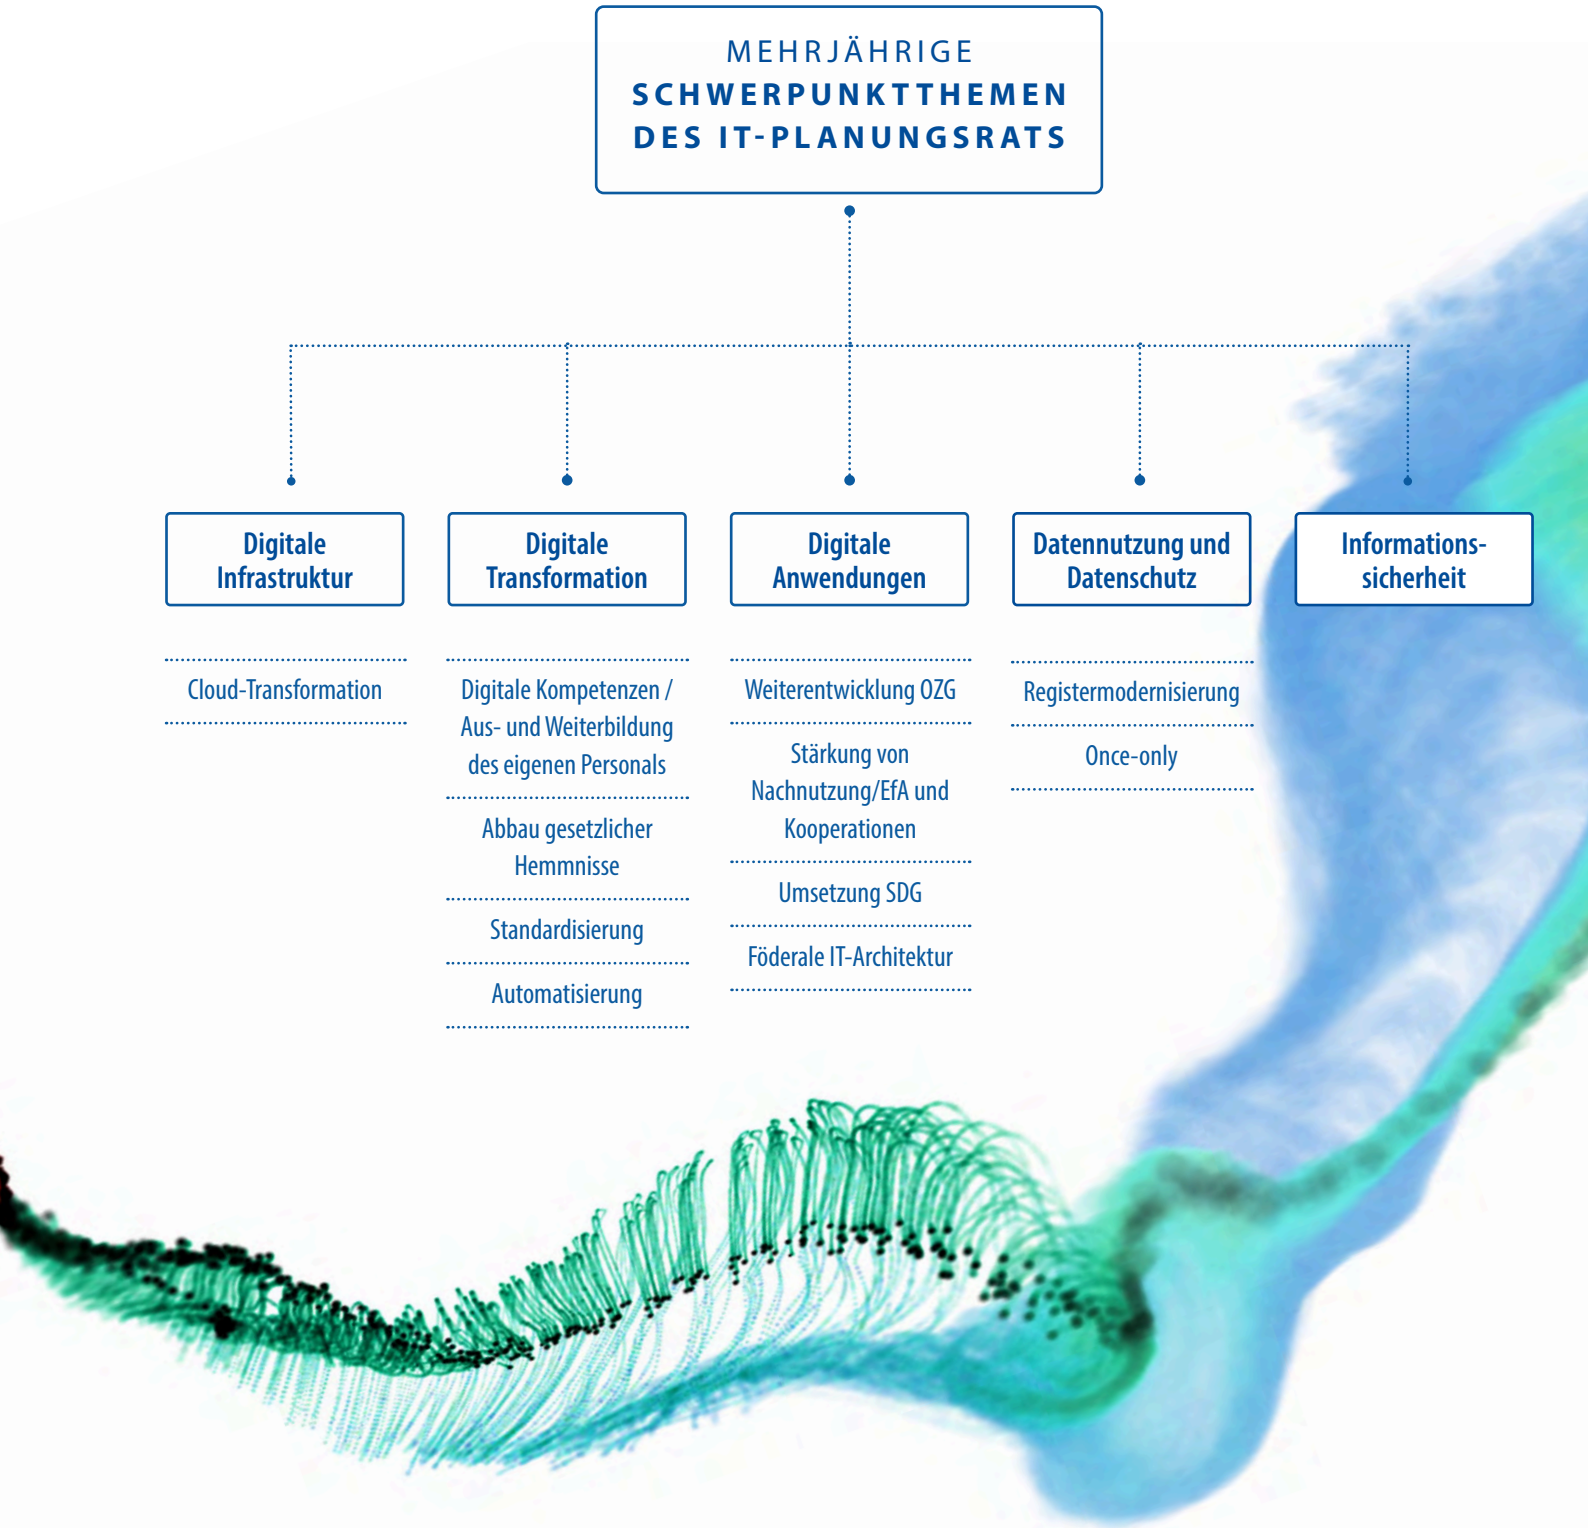 MEHRJÄHRIGE
SCHWERPUNKTTHEMEN
DES IT-PLANUNGSRATS
Digitale
Infrastruktur
Cloud-Transformation
Digitale
Transformation
Digitale Kompetenzen /
Aus- und Weiterbildung
des eigenen Personals
Abbau gesetzlicher
Hemmnisse
Standardisierung
Automatisierung
Digitale
Anwendungen
Weiterentwicklung OZG
Stärkung von
Nachnutzung/EfA und
Kooperationen
Umsetzung SDG
Föderale IT-Architektur
Datennutzung und
Datenschutz
Registermodernisierung
Once-only
Informations-
sicherheit